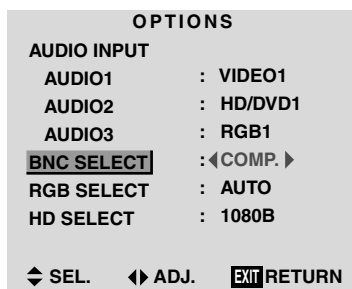 OPTIONS
AUDIO INPUT
AUDIO1 : VIDEO1
AUDIO2 : HD/DVD1
AUDIO3 : RGB1
BNC SELECT : COMP.
RGB SELECT : AUTO
HD SELECT : 1080B
SEL. ADJ. EXIT RETURN